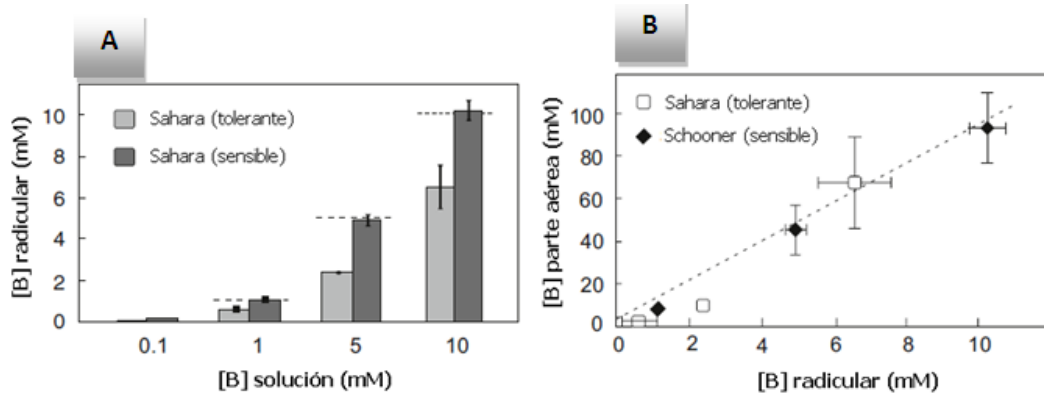 A
[B] radicular (mM)
10
8
6
4
2
0
Sahara (tolerante)
Sahara (sensible)
0.1 1 5 10
[B] solución (mM)
B
[B] parte aérea (mM)
100
80
60
40
20
0
Sahara (tolerante)
Schooner (sensible)
0 2 4 6 8 10
[B] radicular (mM)